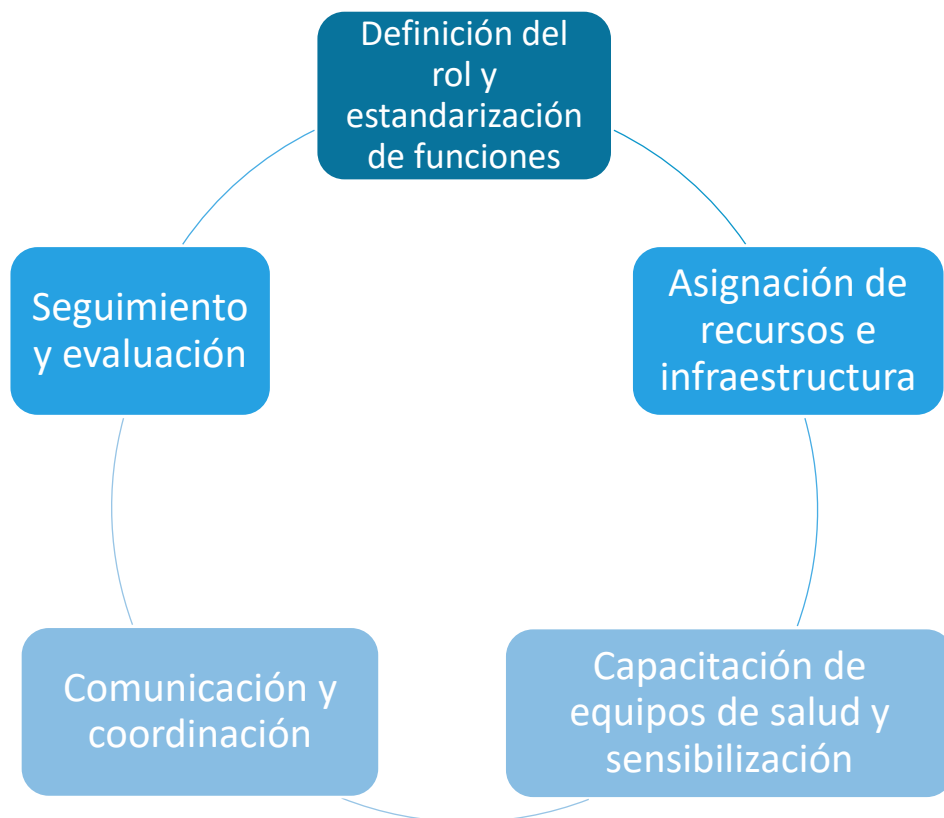 Definición del
rol y
estandarización
de funciones
Asignación de
recursos e
infraestructura
Capacitación de
equipos de salud y
sensibilización
Comunicación y
coordinación
Seguimiento
y evaluación